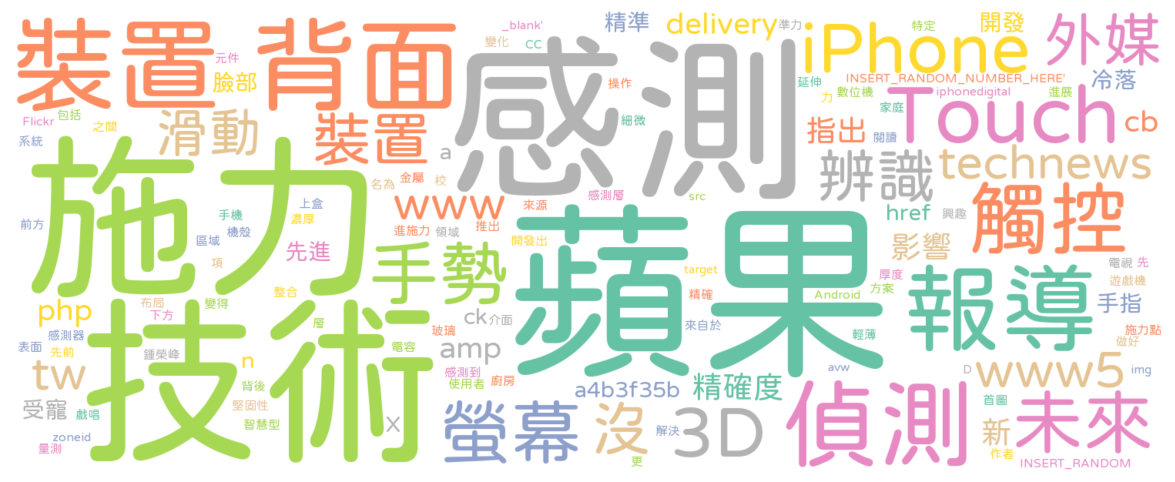 _blank' 精準 delivery 準力 特定 開發
裝置 背面 元件 變化 CC iPhone 外媒
臉部 感測 操作 延伸 INSERT_RANDOM_NUMBER_HERE' 冷落
力 數位機 iphonedigital 進展
Flickr 包括 滑動 裝置 細微 家庭 Touch cb
系統 之間 指出 閱讀
施力 a 辨識 technews
名為 金屬 校 感測層 src
前方 手機 上盒 濃厚 www 來源 href 興趣 觸控
機殼 區域 進施力 領域 推出
先進 手勢 開發出 蘋果 影響
項 target 厚度 電視 先
整合 精確 Android 方案 報導 遊戲機
php 布局 變得 手指
技術 下方 層 ck 介面 來自於
感測器 玻璃 輕薄 施力點
表面 先前 鍾榮峰 電容 amp 做好
tw n 感測到 avw D www5 img
背後 使用者 廚房 a4b3f35b 精確度
受寵 戲唱 堅固性 首圖
智慧型 X 螢幕 沒 3D 偵測 新 未來
zoneid 解決
量測 更 作者
INSERT_RANDOM